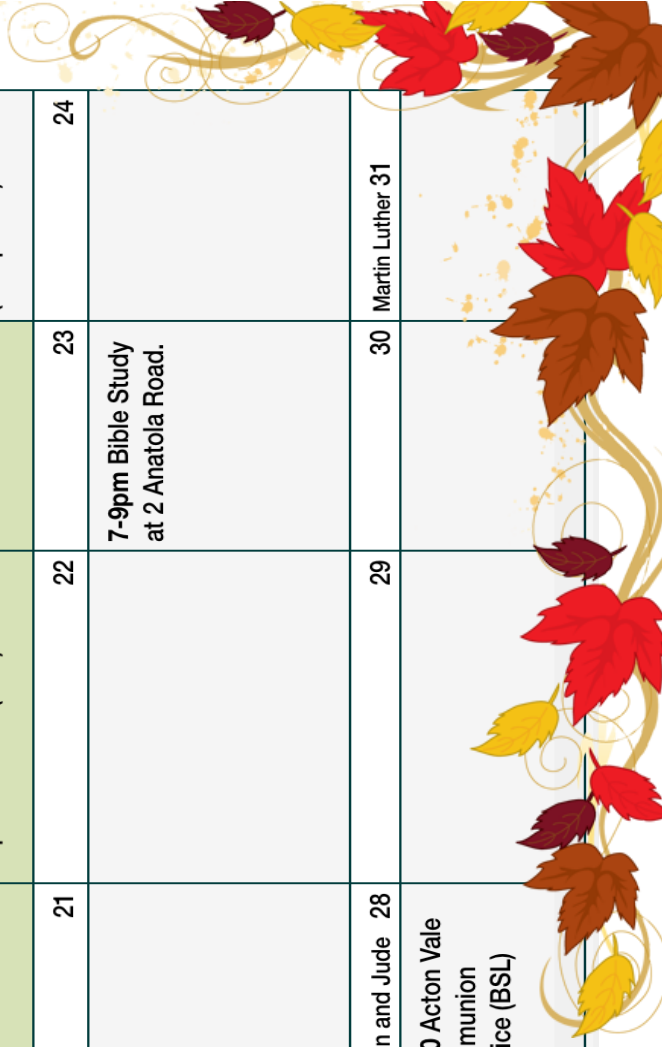 21
22
23
24
7-9pm Bible Study
at 2 Anatola Road.
n and Jude 28
29
30
Martin Luther 31
0 Acton Vale
munion
ice (BSL)